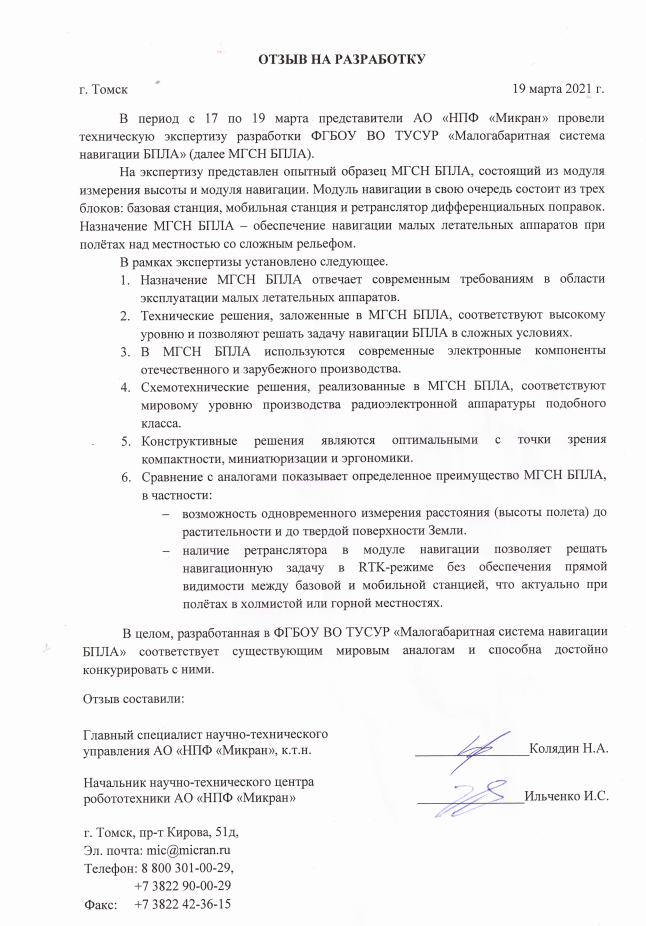 ОТЗЫВ НА РАЗРАБОТКУ
г. Томск 19 марта 2021 г.
В период с 17 по 19 марта представители АО «НПФ «Микран» провели
техническую экспертизу разработки ФГБОУ ВО ТУСУР «Малогабаритная система
навигации БПЛА» (далее МГСН БПЛА).
На экспертизу представлен опытный образец МГСН БПЛА, состоящий из модуля
измерения высоты и модуля навигации. Модуль навигации в свою очередь состоит из трех
блоков: базовая станция, мобильная станция и ретранслятор дифференциальных поправок.
Назначение МГСН БПЛА – обеспечение навигации малых летательных аппаратов при
полётах над местностью со сложным рельефом.
В рамках экспертизы установлено следующее.
1. Назначение МГСН БПЛА отвечает современным требованиям в области
эксплуатации малых летательных аппаратов.
2. Технические решения, заложенные в МГСН БПЛА, соответствуют высокому
уровню и позволяют решать задачу навигации БПЛА в сложных условиях.
3. В МГСН БПЛА используются современные электронные компоненты
отечественного и зарубежного производства.
4. Схемотехнические решения, реализованные в МГСН БПЛА, соответствуют
мировому уровню производства радиоэлектронной аппаратуры подобного
класса.
5. Конструктивные решения являются оптимальными с точки зрения
компактности, миниатюризации и эргономики.
6. Сравнение с аналогами показывает определенное преимущество МГСН БПЛА,
в частности:
– возможность одновременного измерения расстояния (высоты полета) до
растительности и до твердой поверхности Земли.
– наличие ретранслятора в модуле навигации позволяет решать
навигационную задачу в RTK-режиме без обеспечения прямой
видимости между базовой и мобильной станцией, что актуально при
полётах в холмистой или горной местностях.
В целом, разработанная в ФГБОУ ВО ТУСУР «Малогабаритная система навигации
БПЛА» соответствует существующим мировым аналогам и способна достойно
конкурировать с ними.
Отзыв составили:
Главный специалист научно-технического
управления АО «НПФ «Микран», к.т.н. Колядин Н.А.
Начальник научно-технического центра
робототехники АО «НПФ «Микран» Ильченко И.С.
г. Томск, пр-т Кирова, 51д,
Эл. почта: mic@micran.ru
Телефон: 8 800 301-00-29,
+7 3822 90-00-29
Факс: +7 3822 42-36-15